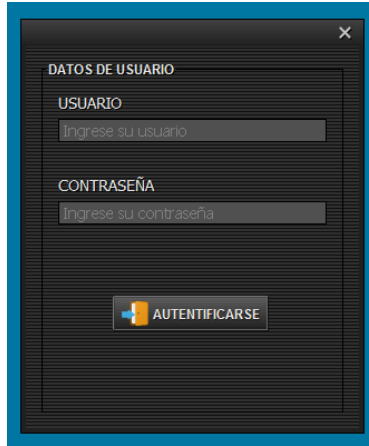 DATOS DE USUARIO
USUARIO
Ingrese su usuario
CONTRASEÑA
Ingrese su contraseña
AUTENTIFICARSE